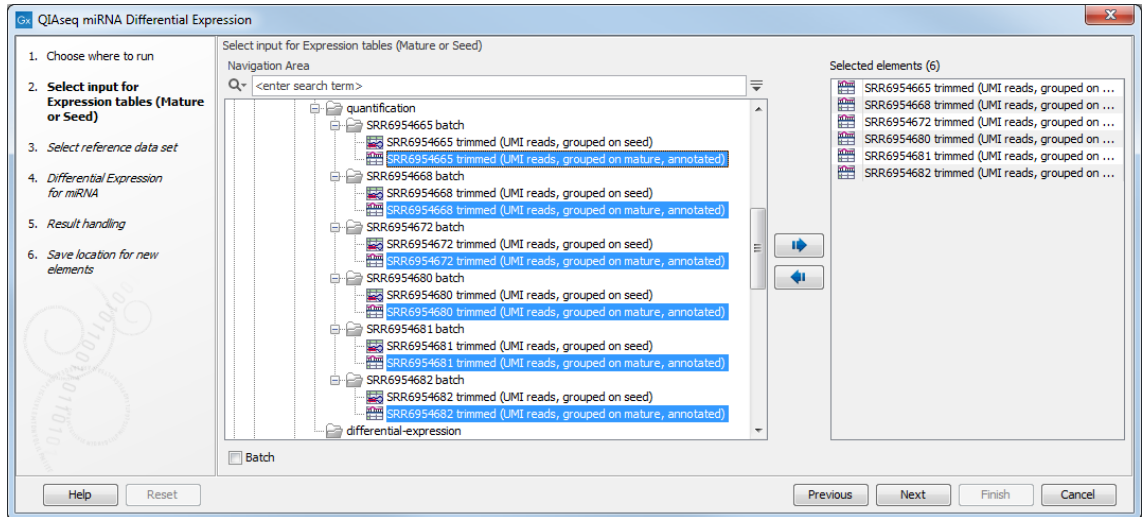 Gx QIAseq miRNA Differential Expression
1. Choose where to run
2. Select input for
Expression tables (Mature
or Seed)
3. Select reference data set
4. Differential Expression
for miRNA
5. Result handling
6. Save location for new
elements
Select input for Expression tables (Mature or Seed)
Navigation Area
<enter search term>
quantification
SRR6954665 batch
SRR6954665 trimmed (UMI reads, grouped on seed)
SRR6954665 trimmed (UMI reads, grouped on mature, annotated)
SRR6954668 batch
SRR6954668 trimmed (UMI reads, grouped on seed)
SRR6954668 trimmed (UMI reads, grouped on mature, annotated)
SRR6954672 batch
SRR6954672 trimmed (UMI reads, grouped on seed)
SRR6954672 trimmed (UMI reads, grouped on mature, annotated)
SRR6954680 batch
SRR6954680 trimmed (UMI reads, grouped on seed)
SRR6954680 trimmed (UMI reads, grouped on mature, annotated)
SRR6954681 batch
SRR6954681 trimmed (UMI reads, grouped on seed)
SRR6954681 trimmed (UMI reads, grouped on mature, annotated)
SRR6954682 batch
SRR6954682 trimmed (UMI reads, grouped on seed)
SRR6954682 trimmed (UMI reads, grouped on mature, annotated)
differential-expression
Batch
Selected elements (6)
SRR6954665 trimmed (UMI reads, grouped on ...
SRR6954668 trimmed (UMI reads, grouped on ...
SRR6954672 trimmed (UMI reads, grouped on ...
SRR6954680 trimmed (UMI reads, grouped on ...
SRR6954681 trimmed (UMI reads, grouped on ...
SRR6954682 trimmed (UMI reads, grouped on ...
Help
Reset
Previous
Next
Finish
Cancel